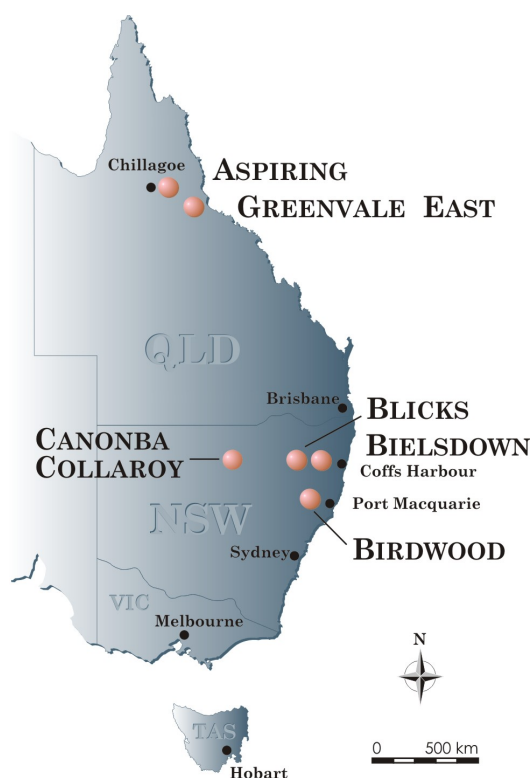 Chillagoe
ASPIRING
GREENVALE EAST
QLD
Brisbane
BLICKS
BIELSDOWN
CANONBA
COLLAROY
Coffs Harbour
NSW
Port Macquarie
BIRDWOOD
Sydney
VIC
Melbourne
N
TAS
Hobart
0 500 km